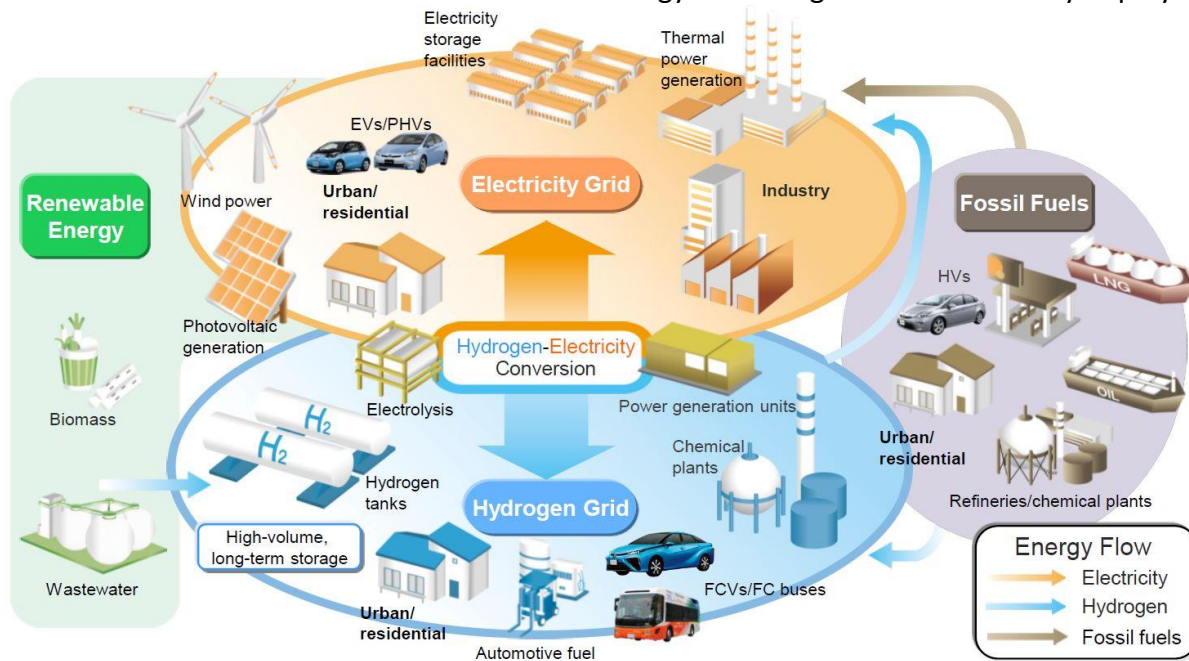 Electricity
storage
facilities
Thermal
power
generation
EVs/PHVs
Urban/
residential
Electricity Grid
Industry
Wind power
Renewable
Energy
Photovoltaic
generation
Biomass
Wastewater
Fossil Fuels
HVs
LNG
OIL
Urban/
residential
Refineries/chemical plants
Hydrogen-Electricity
Conversion
Electrolysis
Power generation units
H2
H2
Hydrogen
tanks
Chemical
plants
Hydrogen Grid
High-volume,
long-term storage
Urban/
residential
Automotive fuel
FCVs/FC buses
Energy Flow
Electricity
Hydrogen
Fossil fuels